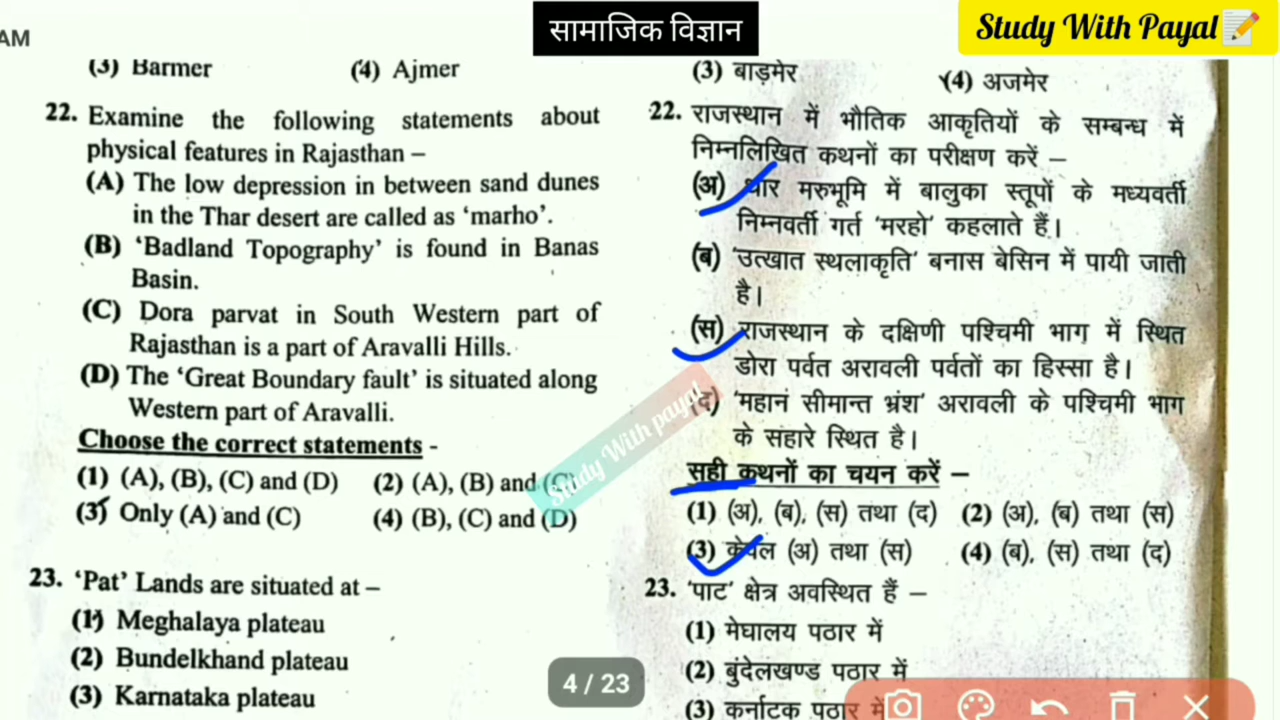 सामाजिक विज्ञान
Study With Payal📝
AM
(3) Barmer (4) Ajmer
22. Examine the following statements about
physical features in Rajasthan –
(A) The low depression in between sand dunes
in the Thar desert are called as ‘marho’.
(B) ‘Badland Topography’ is found in Banas
Basin.
(C) Dora parvat in South Western part of
Rajasthan is a part of Aravalli Hills.
(D) The ‘Great Boundary fault’ is situated along
Western part of Aravalli.
Choose the correct statements -
(1) (A), (B), (C) and (D) (2) (A), (B) and (C)
(3) Only (A) and (C) (4) (B), (C) and (D)
23. ‘Pat’ Lands are situated at –
(1) Meghalaya plateau
(2) Bundelkhand plateau
(3) Karnataka plateau
(3) बाड़मेर (4) अजमेर
22. राजस्थान में भौतिक आकृतियों के सम्बन्ध में
निम्नलिखित कथनों का परीक्षण करें –
(अ) थार मरुभूमि में बालुका स्तूपों के मध्यवर्ती
निम्नवर्ती गर्त ‘मरहो’ कहलाते हैं।
(ब) ‘उत्खात स्थलाकृति’ बनास बेसिन में पायी जाती
है।
(स) राजस्थान के दक्षिणी पश्चिमी भाग में स्थित
डोरा पर्वत अरावली पर्वतों का हिस्सा है।
(द) ‘महानं सीमान्त भ्रंश’ अरावली के पश्चिमी भाग
के सहारे स्थित है।
सही कथनों का चयन करें –
(1) (अ), (ब), (स) तथा (द) (2) (अ), (ब) तथा (स)
(3) केवल (अ) तथा (स) (4) (ब), (स) तथा (द)
23. ‘पाट’ क्षेत्र अवस्थित हैं –
(1) मेघालय पठार में
(2) बुंदेलखण्ड पठार में
(3) कर्नाटक पठार में
Study With payal
4 / 23